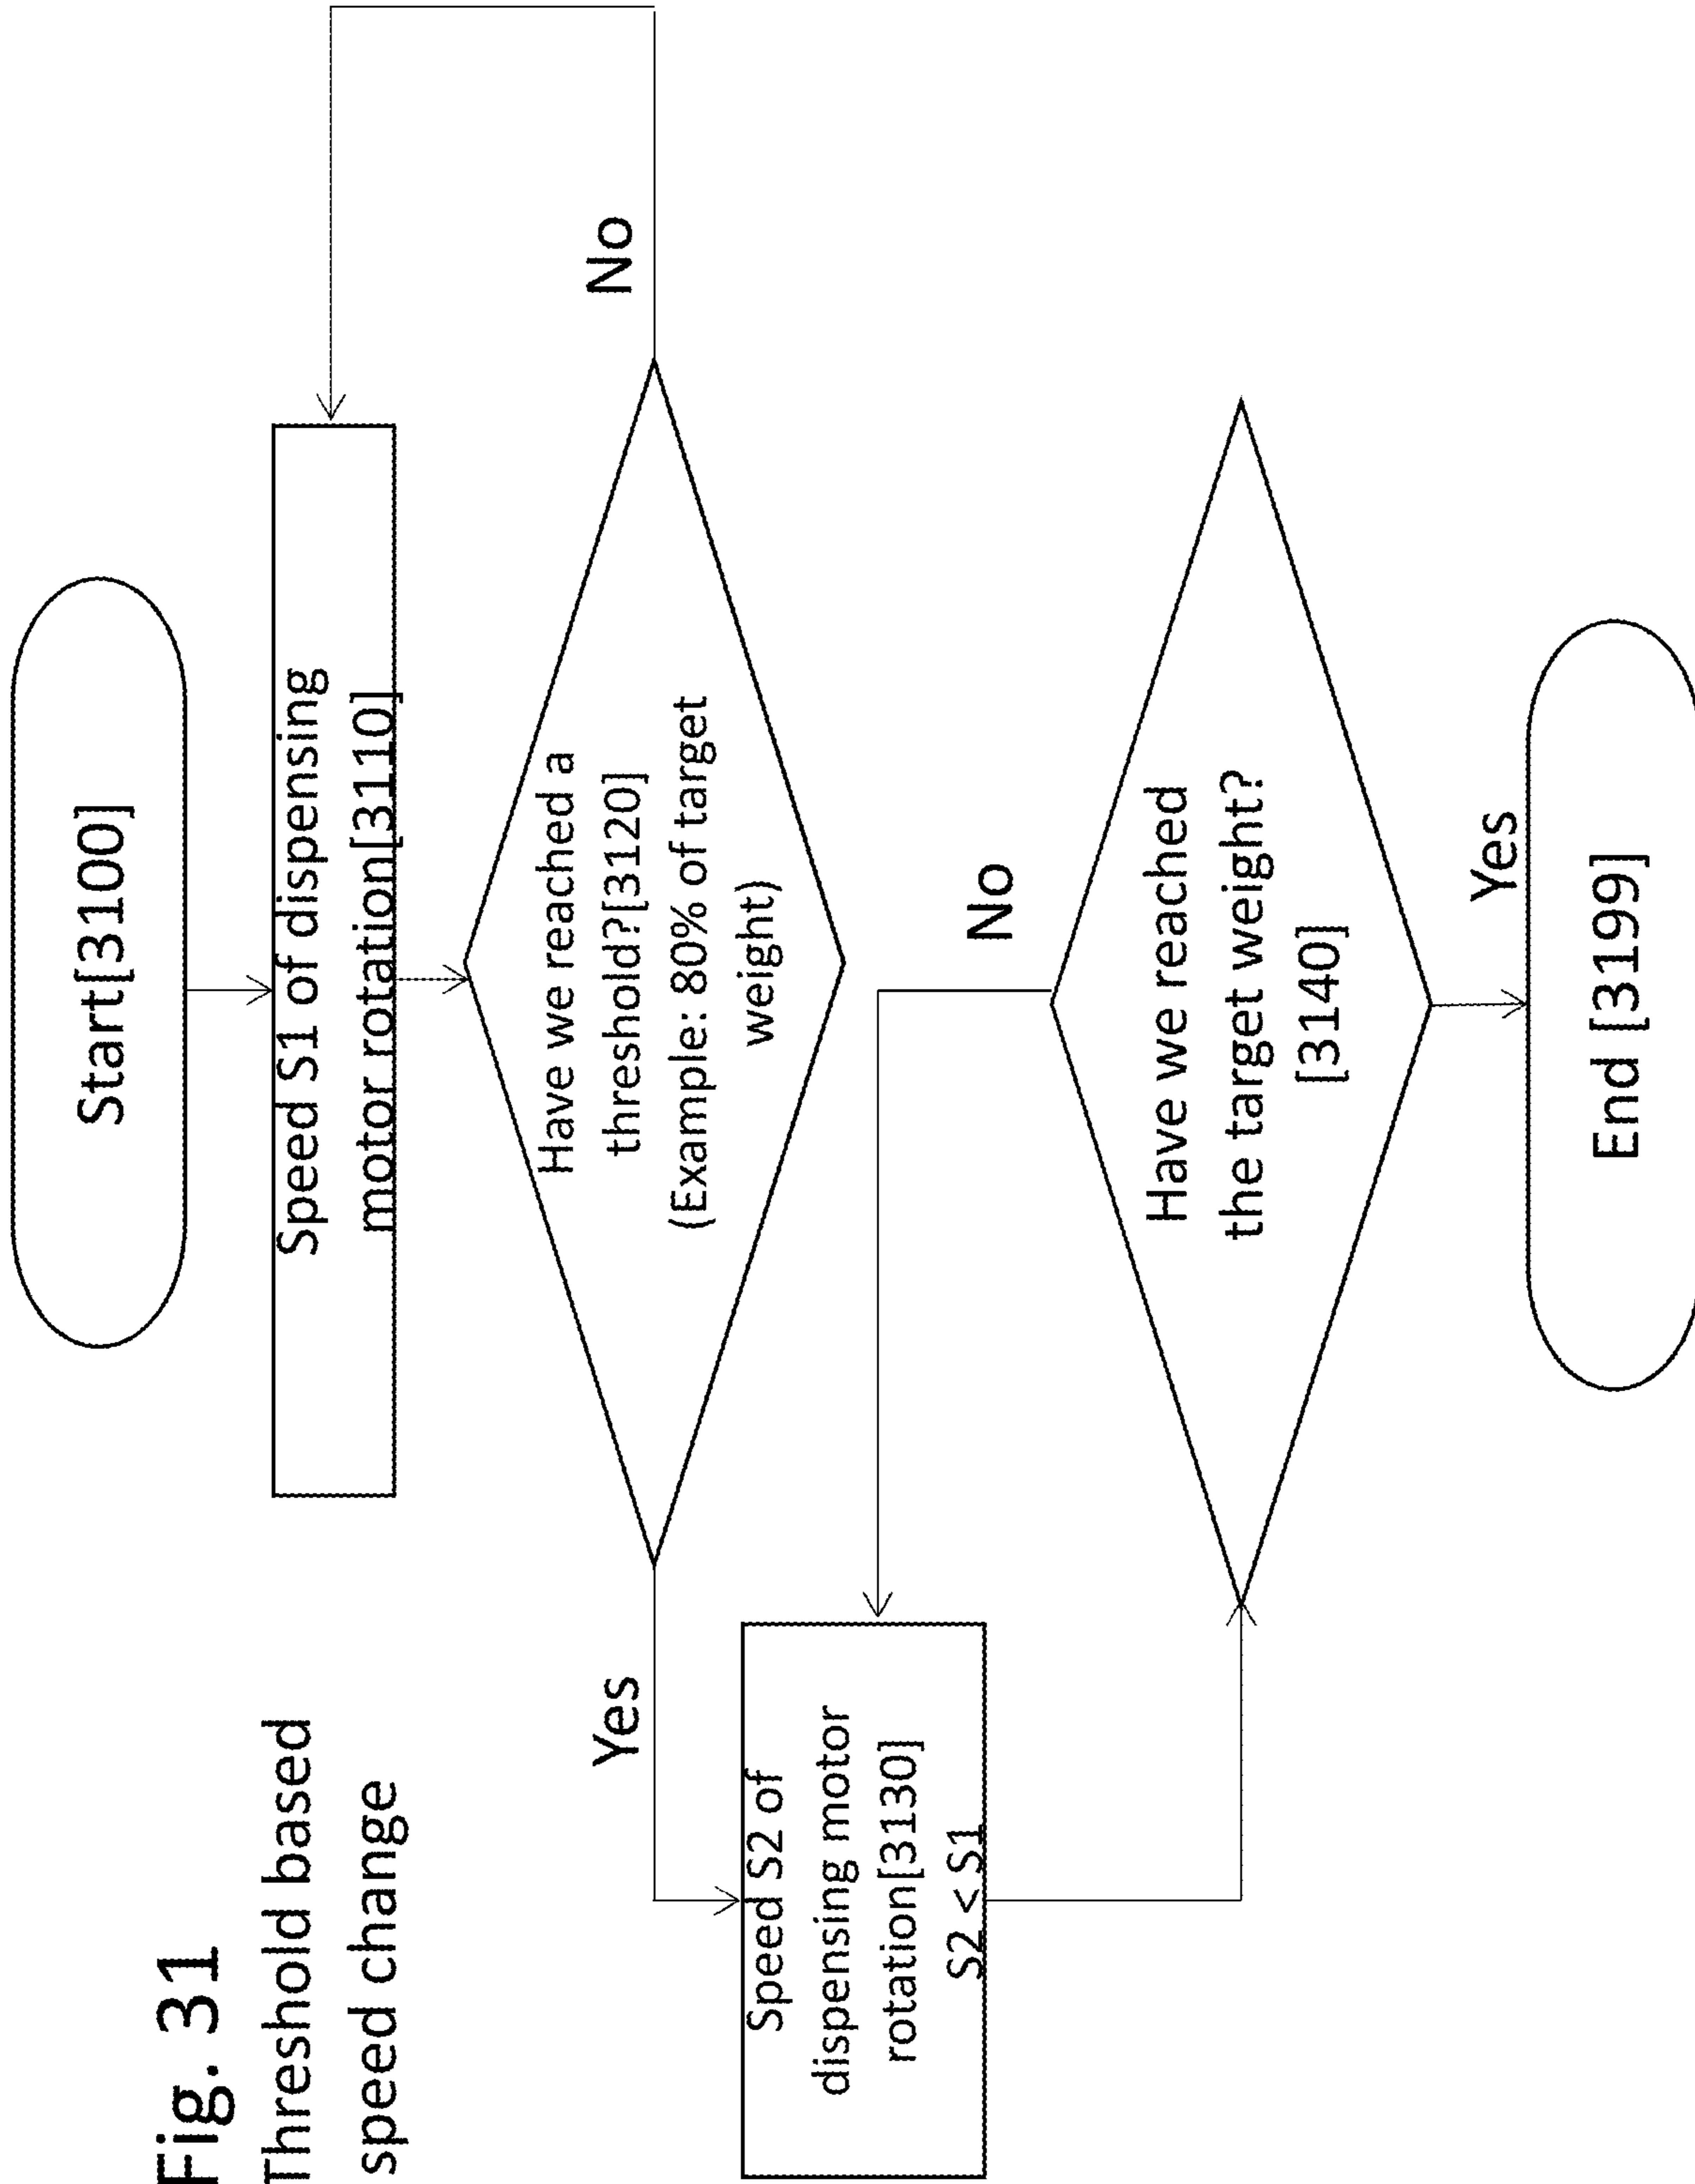 Fig. 31
Threshold based
speed change
Start[3100]
Speed S1 of dispensing
motor rotation[3110]
Have we reached a
threshold?[3120]
(Example: 80% of target
weight)
Yes
No
Speed S2 of
dispensing motor
rotation[3130]
S2 < S1
No
Have we reached
the target weight?
[3140]
Yes
End [3199]